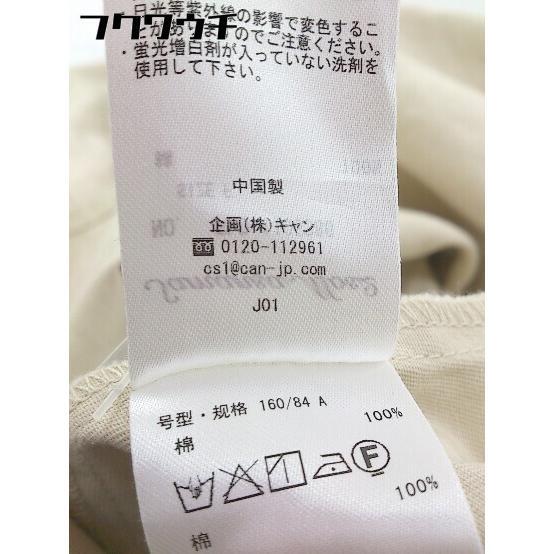 フクワウチ
・日光等紫外線の影響で変色するこ
とがありますのでご注意ください。
・蛍光増白剤が入っていない洗剤を
使用して下さい。
中国製
企画(株)キャン
0120-112961
cs1@can-jp.com
J01
号型・规格 160/84 A
100%
棉
F
100%
棉